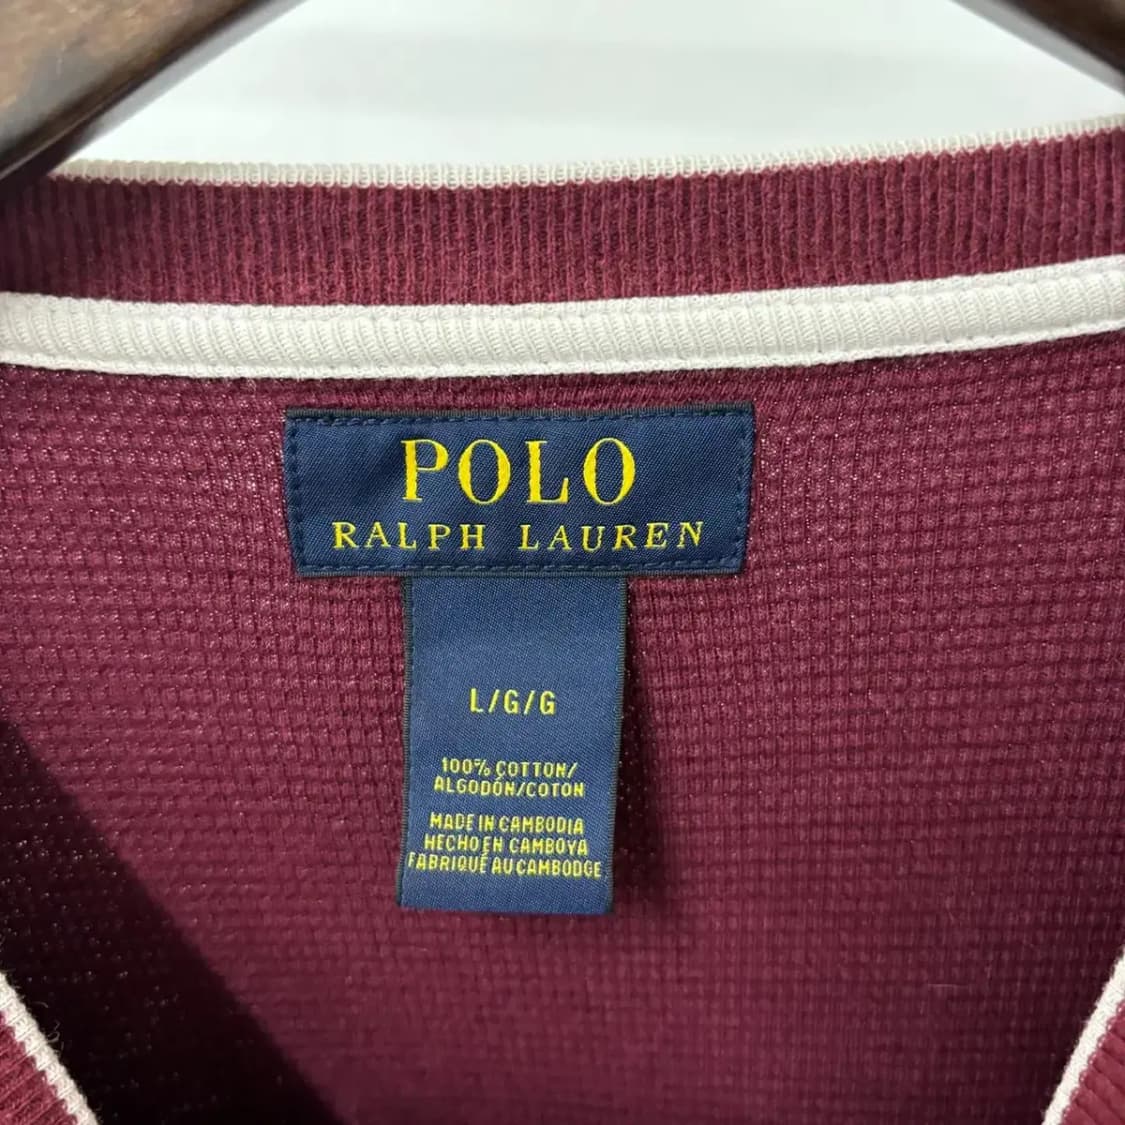 POLO
RALPH LAUREN
L/G/G
100% COTTON/
ALGODÓN/COTON
MADE IN CAMBODIA
HECHO EN CAMBOYA
FABRIQUÉ AU CAMBODGE